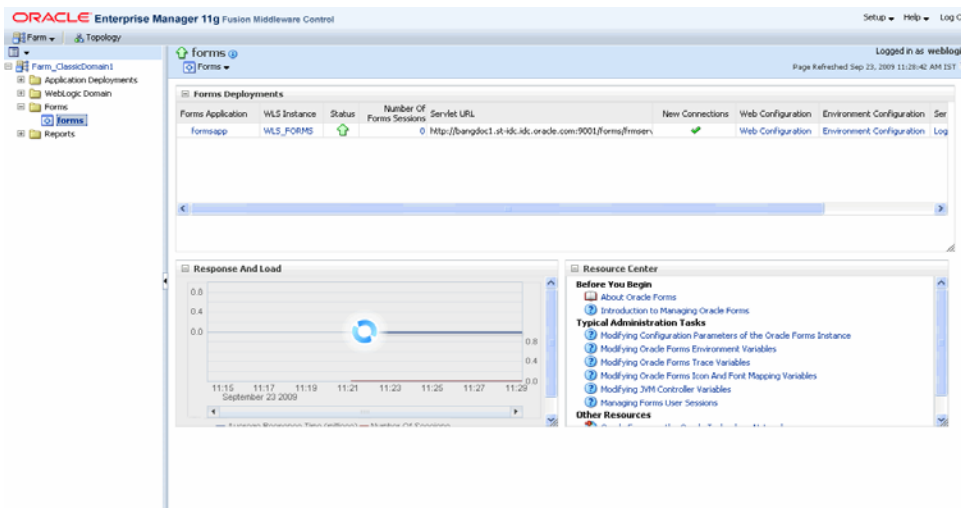 ORACLE Enterprise Manager 11g Fusion Middleware Control
Setup Help Log
Farm Topology
Farm_ClassicDomain1
Application Deployments
WebLogic Domain
Forms
forms
Reports
forms
Forms
Logged in as weblogi
Page Refreshed Sep 23, 2009 11:28:42 AM IST
Forms Deployments
Forms Application WLS Instance Status Number Of Forms Sessions Servlet URL New Connections Web Configuration Environment Configuration Ser
formsapp WLS_FORMS 0 http://bangdoc1.st-idc.idc.oracle.com:9001/forms/frmserv Web Configuration Environment Configuration Log
Response And Load
0.8
0.4
0.0
0.8
0.4
0.0
11:15 11:17 11:19 11:21 11:23 11:25 11:27 11:29
September 23 2009
Resource Center
Before You Begin
About Oracle Forms
Introduction to Managing Oracle Forms
Typical Administration Tasks
Modifying Configuration Parameters of the Oracle Forms Instance
Modifying Oracle Forms Environment Variables
Modifying Oracle Forms Trace Variables
Modifying Oracle Forms Icon And Font Mapping Variables
Modifying JVM Controller Variables
Managing Forms User Sessions
Other Resources